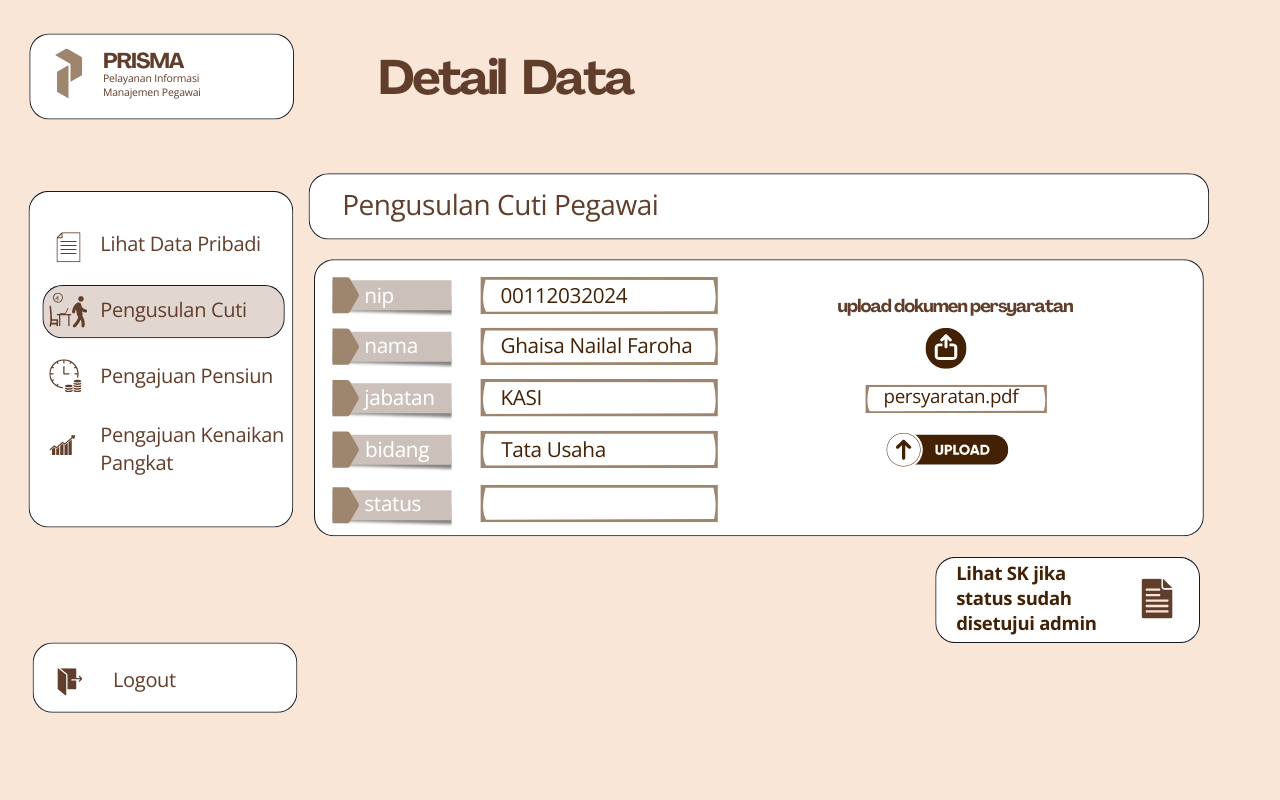 PRISMA
Pelayanan Informasi
Manajemen Pegawai
Detail Data
Lihat Data Pribadi
Pengusulan Cuti
Pengajuan Pensiun
Pengajuan Kenaikan
Pangkat
Logout
Pengusulan Cuti Pegawai
nip 00112032024
nama Ghaisa Nailal Faroha
jabatan KASI
bidang Tata Usaha
status
upload dokumen persyaratan
persyaratan.pdf
UPLOAD
Lihat SK jika
status sudah
disetujui admin